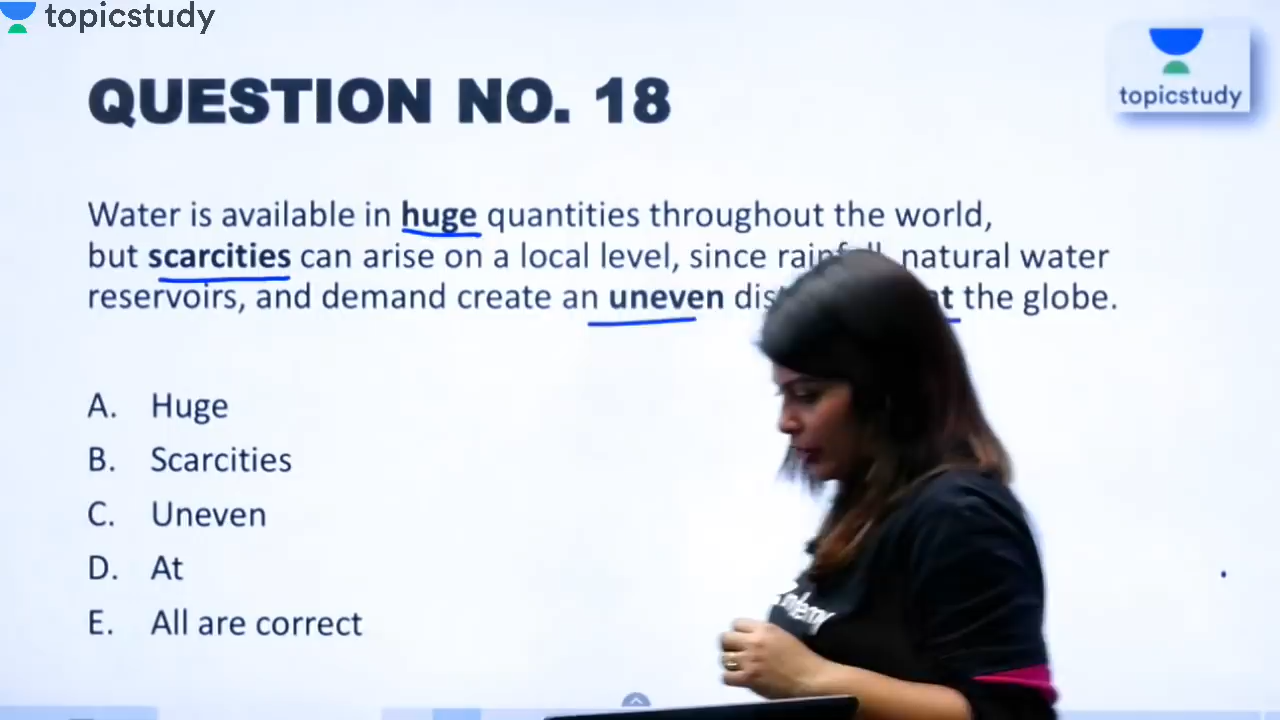 topicstudy
topicstudy
QUESTION NO. 18
Water is available in huge quantities throughout the world,
but scarcities can arise on a local level, since natural water
reservoirs, and demand create an uneven the globe.
A. Huge
B. Scarcities
C. Uneven
D. At
E. All are correct